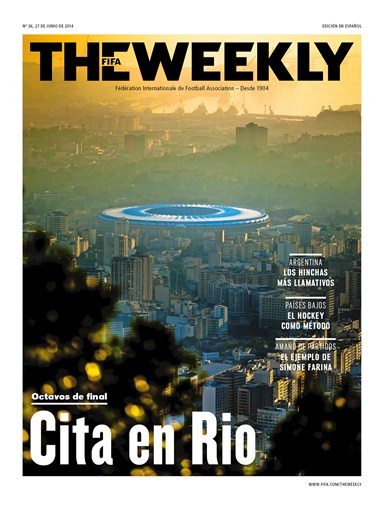 N° 36, 27 DE JUNIO DE 2014
EDICIÓN EN ESPAÑOL
THE FIFA WEEKLY
Fédération Internationale de Football Association – Desde 1904
ARGENTINA
LOS HINCHAS
MÁS LLAMATIVOS
PAÍSES BAJOS
EL HOCKEY
COMO MÉTODO
AMAÑO DE PARTIDOS
EL EJEMPLO DE
SIMONE FARINA
Octavos de final
Cita en Rio
WWW.FIFA.COM/THEWEEKLY